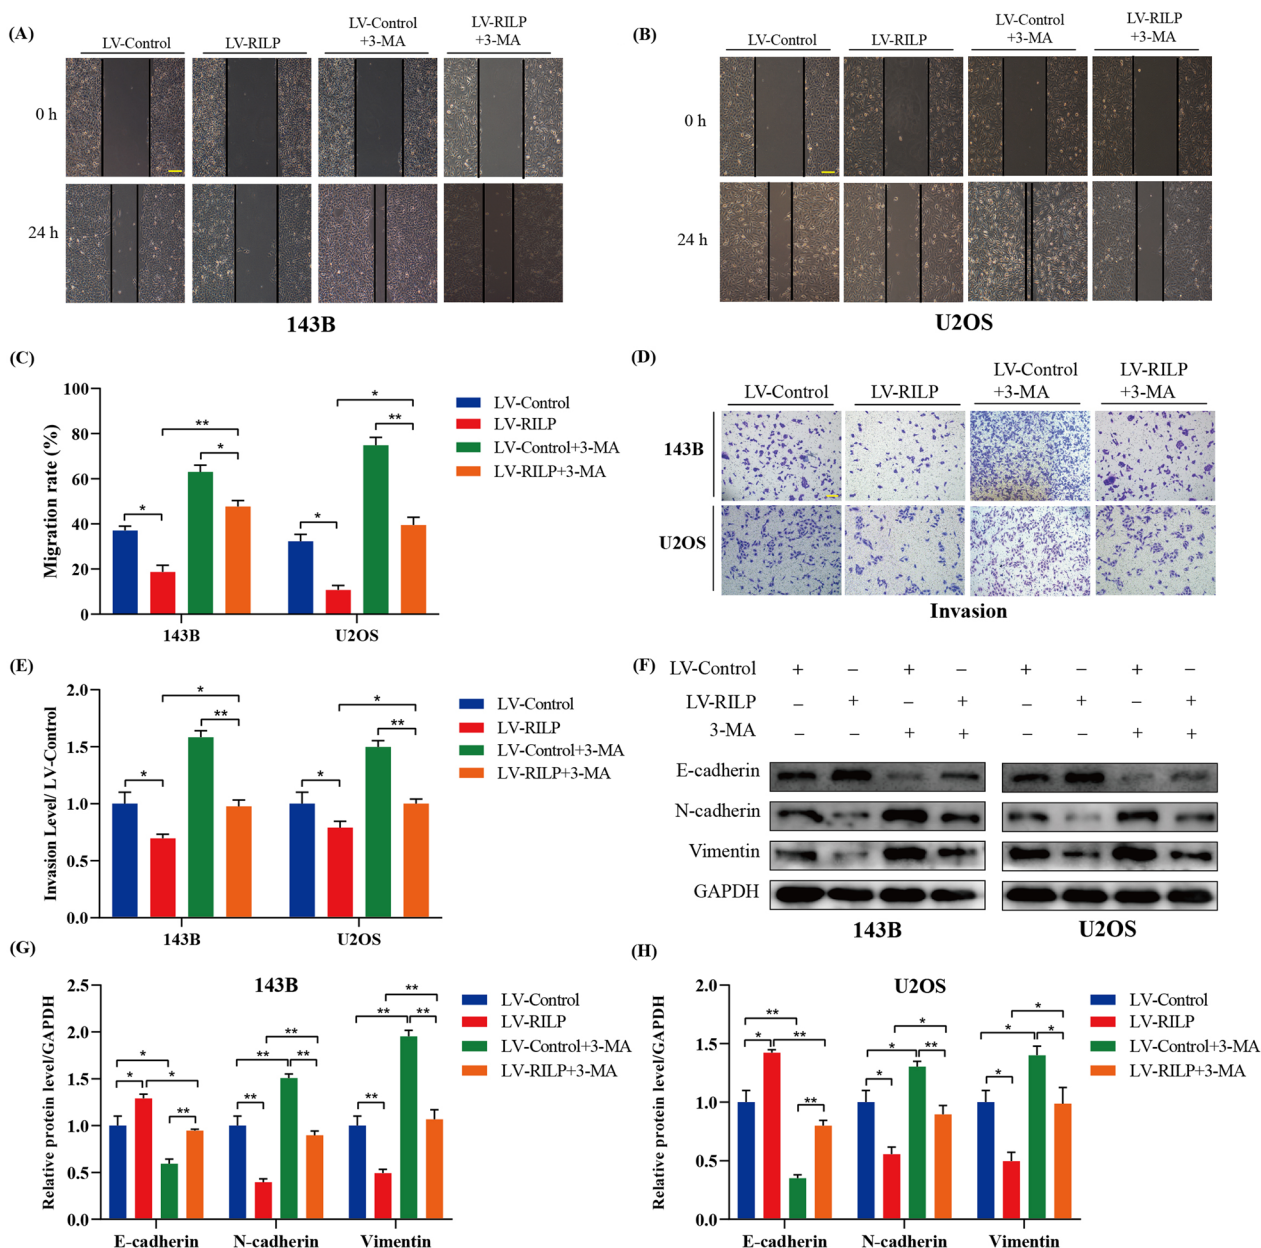 (A)
LV-Control
LV-RILP
LV-Control
+3-MA
LV-RILP
+3-MA
0 h
24 h
143B
(B)
LV-Control
LV-RILP
LV-Control
+3-MA
LV-RILP
+3-MA
0 h
24 h
U2OS
(C)
Migration rate (%)
100
80
60
40
20
0
*
**
*
*
*
**
143B
U2OS
LV-Control
LV-RILP
LV-Control+3-MA
LV-RILP+3-MA
(D)
LV-Control
LV-RILP
LV-Control
+3-MA
LV-RILP
+3-MA
143B
U2OS
Invasion
(E)
Invasion Level/ LV-Control
2.0
1.5
1.0
0.5
0.0
*
*
**
*
*
**
143B
U2OS
LV-Control
LV-RILP
LV-Control+3-MA
LV-RILP+3-MA
(F)
LV-Control + – + – + – + –
LV-RILP – + – + – + – +
3-MA – – + + – – + +
E-cadherin
N-cadherin
Vimentin
GAPDH
143B
U2OS
(G)
143B
Relative protein level/GAPDH
2.5
2.0
1.5
1.0
0.5
0.0
*
*
*
**
**
**
**
**
**
**
**
**
E-cadherin
N-cadherin
Vimentin
LV-Control
LV-RILP
LV-Control+3-MA
LV-RILP+3-MA
(H)
U2OS
Relative protein level/GAPDH
2.0
1.5
1.0
0.5
0.0
**
*
**
**
*
*
**
*
*
*
*
*
E-cadherin
N-cadherin
Vimentin
LV-Control
LV-RILP
LV-Control+3-MA
LV-RILP+3-MA